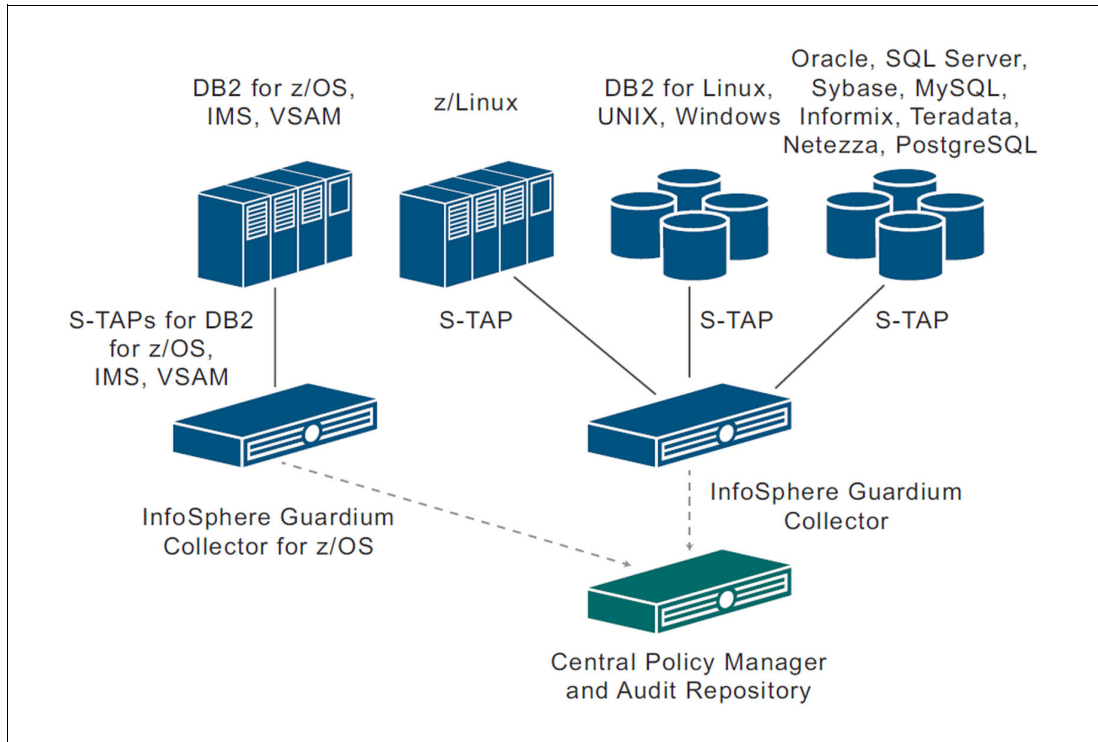 DB2 for z/OS,
IMS, VSAM
z/Linux
DB2 for Linux,
UNIX, Windows
Oracle, SQL Server,
Sybase, MySQL,
Informix, Teradata,
Netezza, PostgreSQL
S-TAPs for DB2
for z/OS,
IMS, VSAM
S-TAP
S-TAP
S-TAP
InfoSphere Guardium
Collector for z/OS
InfoSphere Guardium
Collector
Central Policy Manager
and Audit Repository